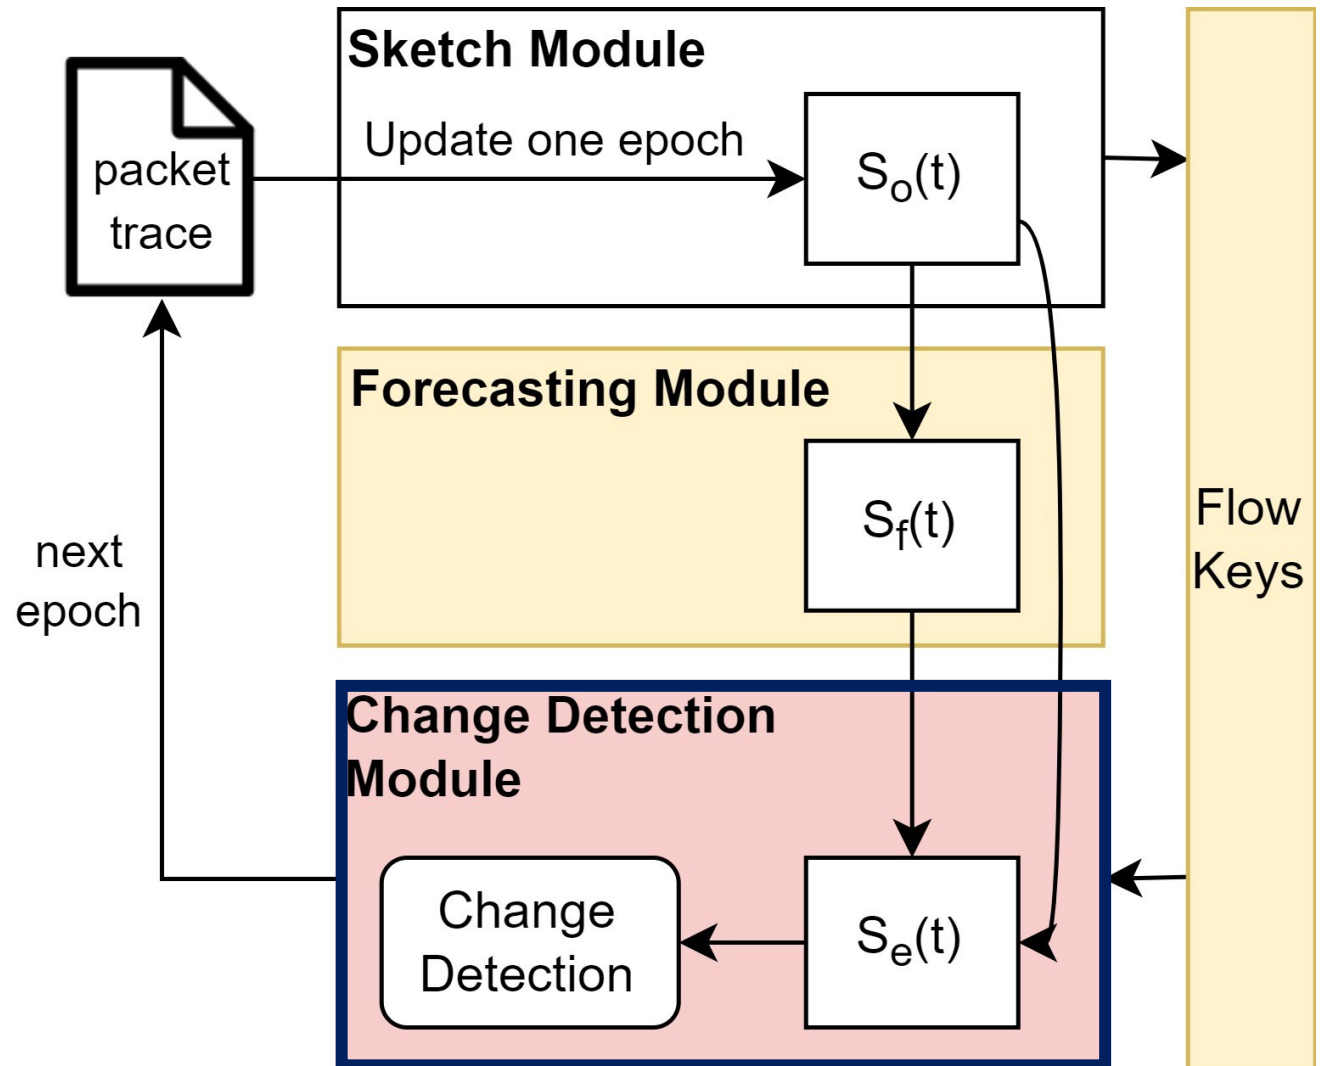 Sketch Module
packet
trace
Update one epoch
Sₒ(t)
Forecasting Module
S_f(t)
Flow
Keys
next
epoch
Change Detection
Module
Change
Detection
Sₑ(t)